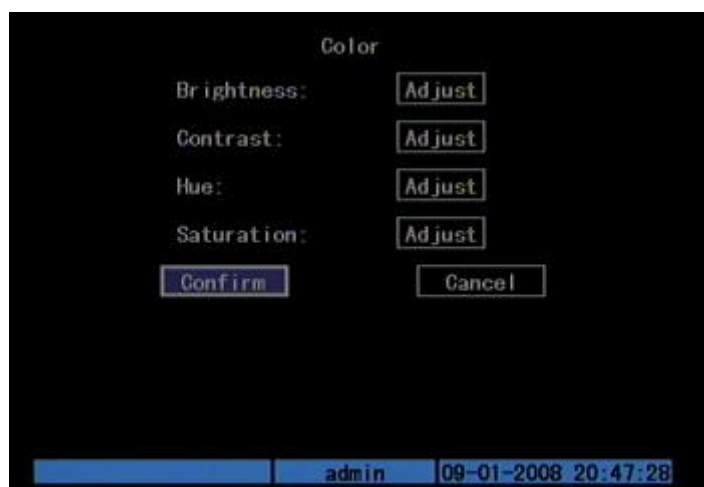 Color
Brightness: Adjust
Contrast: Adjust
Hue: Adjust
Saturation: Adjust
Confirm Cancel
admin 09-01-2008 20:47:28